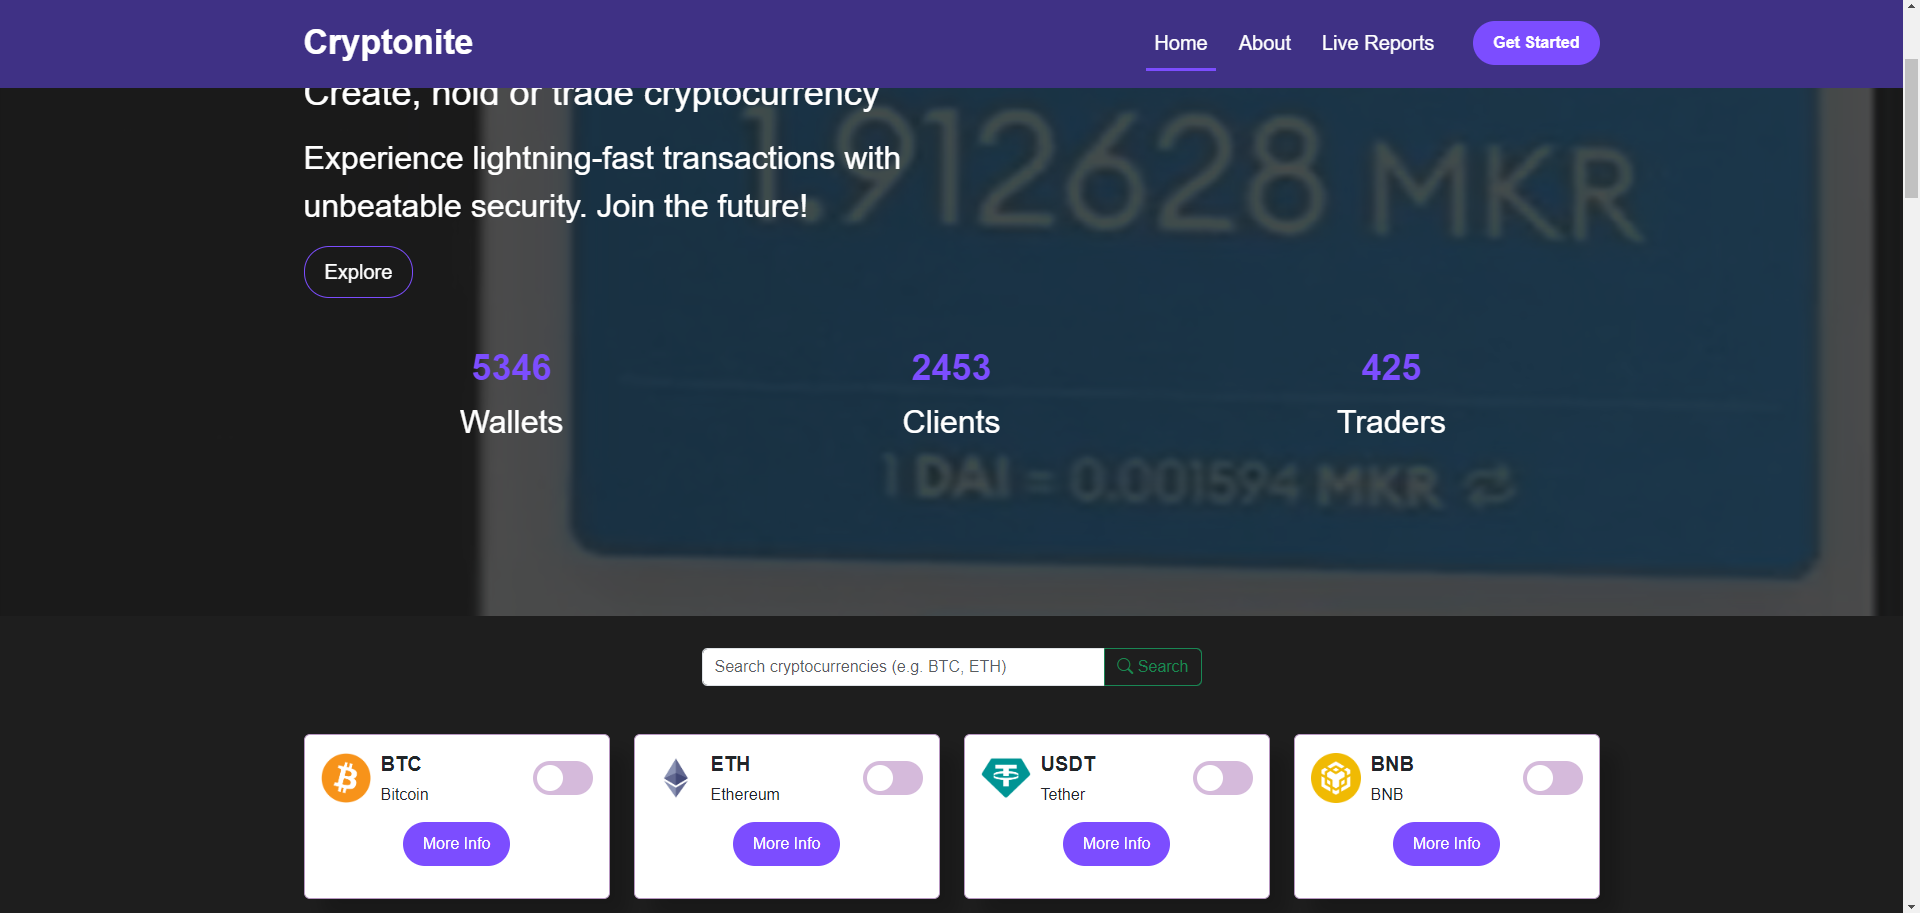 Cryptonite
Home About Live Reports Get Started
Create, hold or trade cryptocurrency
Experience lightning-fast transactions with
unbeatable security. Join the future!
Explore
1.912628 MKR
5346 2453 425
Wallets Clients Traders
1 DAI = 0.001594 MKR
Search cryptocurrencies (e.g. BTC, ETH) Search
BTC
Bitcoin
More Info
ETH
Ethereum
More Info
USDT
Tether
More Info
BNB
BNB
More Info